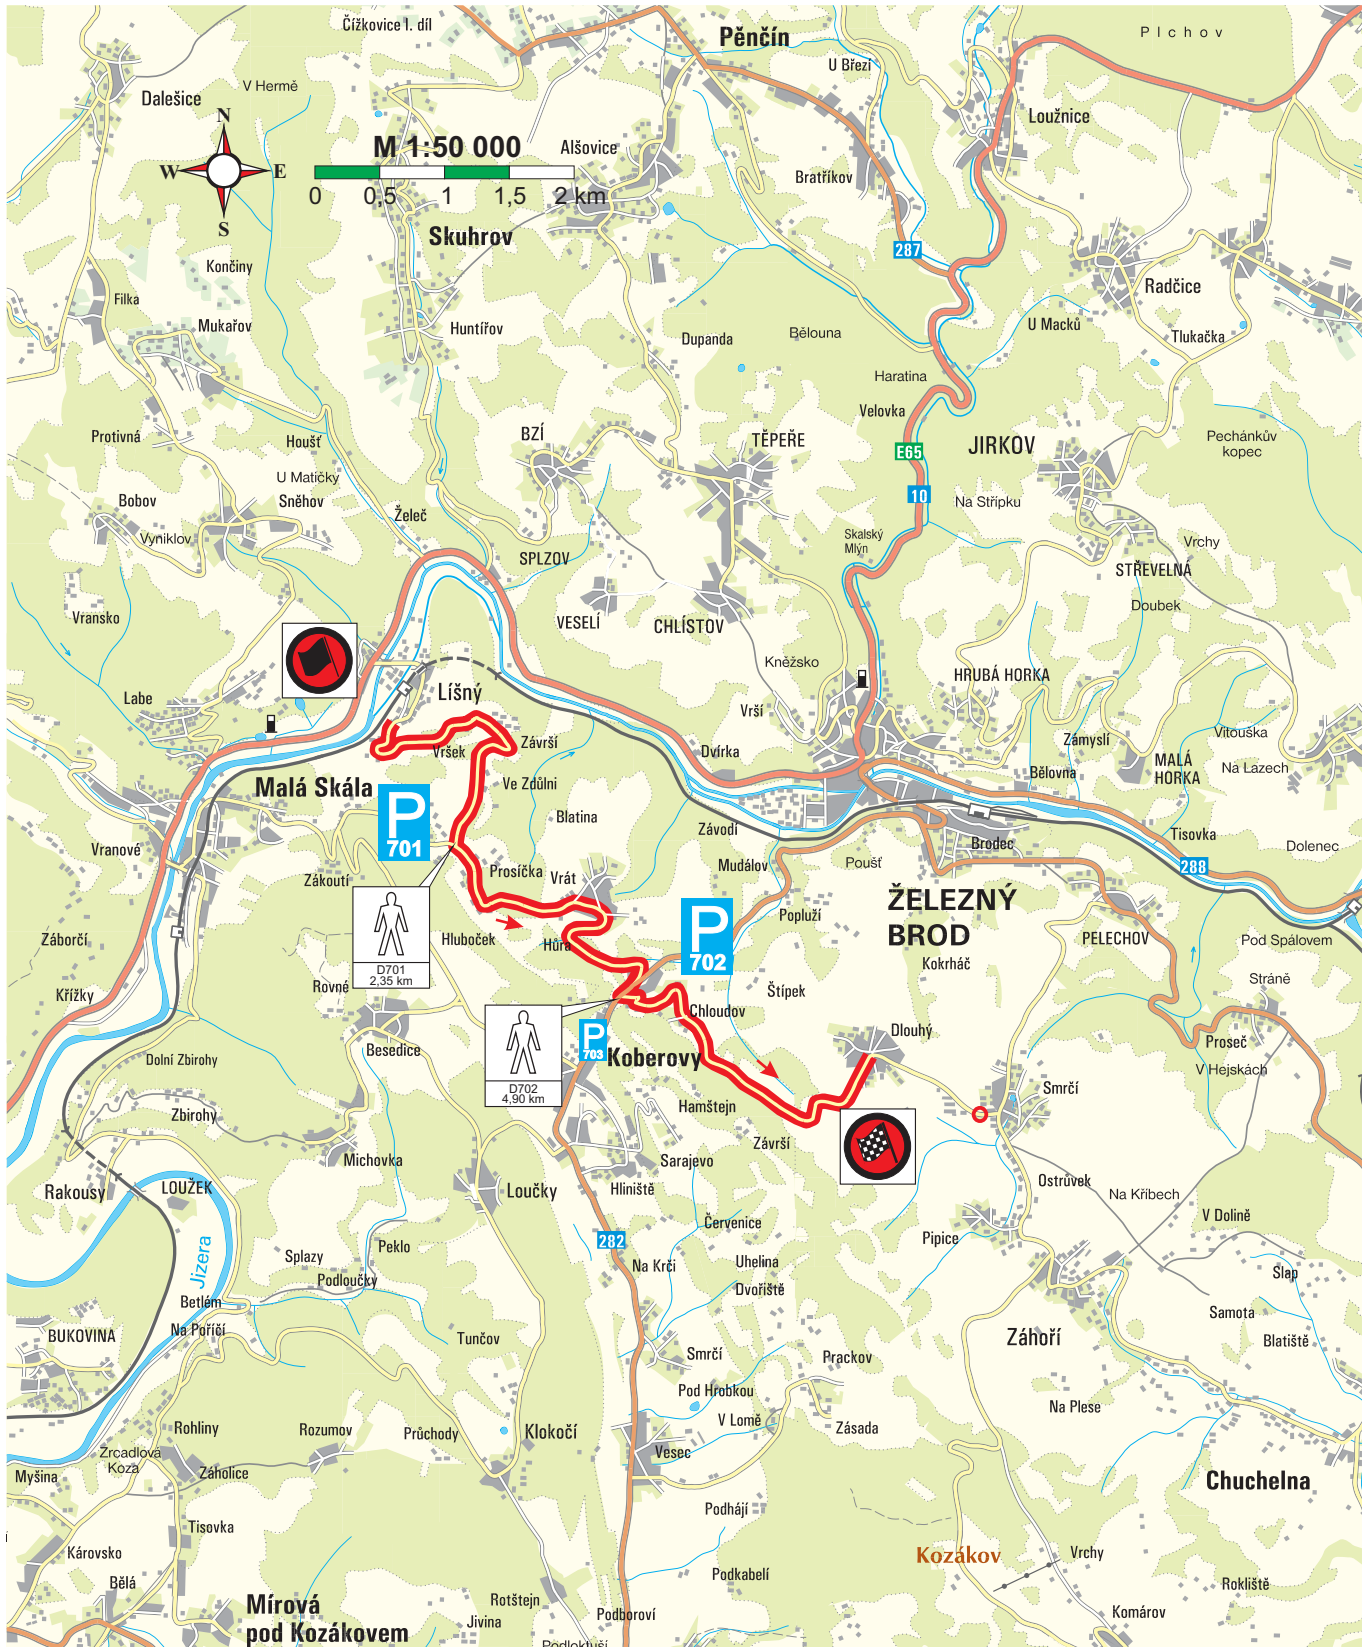 Čížkovice I. díl
Pěnčín
Plchov
U Březí
V Hermě
Dalešice
N
W
E
S
M 1:50 000
0
0,5
1
1,5
2 km
Alšovice
Loužnice
Bratříkov
Skuhrov
287
Končiny
Filka
Radčice
Mukařov
Huntířov
Dupanda
Bělouna
U Macků
Tlukačka
Haratina
Velovka
Protivná
Houšť
BZÍ
TĚPEŘE
E65
JIRKOV
Pechánkův
kopec
U Matičky
Sněhov
10
Na Střípku
Bobov
Vyniklov
Želeč
Skalský
Mlýn
Vrchy
SPLZOV
STŘEVELNÁ
Vransko
VESELÍ
CHLÍSTOV
Doubek
Kněžsko
HRUBÁ HORKA
Labe
Líšný
Vrší
Vršek
Závrší
Dvírka
Zámyslí
Vitouška
MALÁ
HORKA
Na Lazech
Bělovna
Malá Skála
Ve Zdůlni
P
701
Blatina
Závodí
Tisovka
Vranové
Brodec
Dolenec
Mudálov
Poušť
288
Zákoutí
Prosíčka
Vrát
ŽELEZNÝ
BROD
Popluží
P
702
Záborčí
Hluboček
Hůra
PELECHOV
Pod Spálovem
D701
2,35 km
Kokrháč
Stráně
Křížky
Rovné
Štípek
Chloudov
Dlouhý
P
703
Koberovy
Besedice
Proseč
Dolní Zbirohy
V Hejskách
D702
4,90 km
Smrčí
Zbirohy
Hamštejn
Závrší
Michovka
Sarajevo
Rakousy
LOUŽEK
Loučky
Hliniště
Ostrůvek
Na Kříbech
V Dolině
Červenice
Pipice
282
Jizera
Peklo
Splazy
Na Krči
Uhelina
Podloučky
Dvořiště
Slap
Betlém
Samota
Na Poříčí
BUKOVINA
Tunčov
Záhoří
Blatiště
Smrčí
Prackov
Pod Hrobkou
Na Plese
V Lomě
Zásada
Rohliny
Rozumov
Průchody
Klokočí
Zrcadlová
Koza
Vesec
Myšina
Záholice
Chuchelna
Podhájí
Tisovka
Károvsko
Kozákov
Vrchy
Bělá
Podkabelí
Rokliště
Mírová
pod Kozákovem
Rotštejn
Jivina
Podboroví
Komárov
Podloktuší